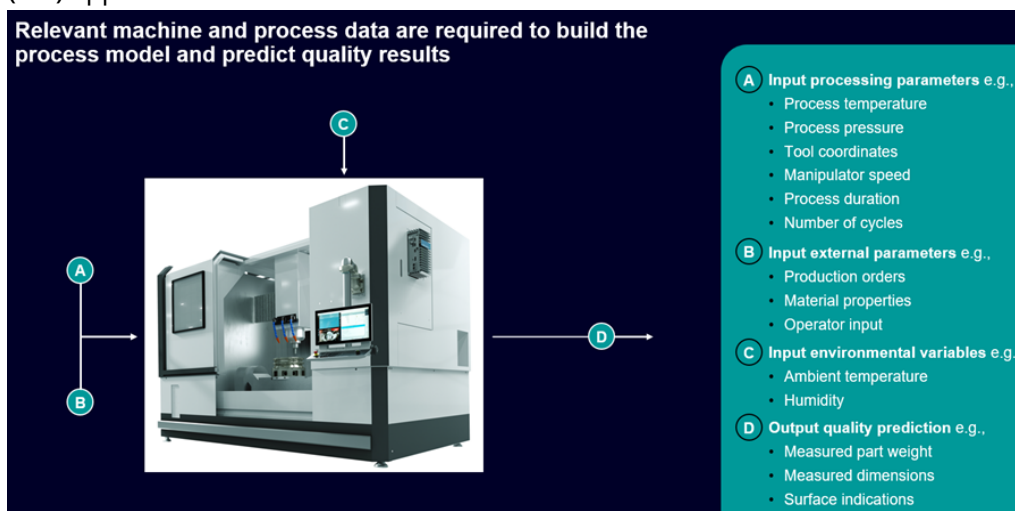 Relevant machine and process data are required to build the
process model and predict quality results
C
A
B
D
A Input processing parameters e.g.,
• Process temperature
• Process pressure
• Tool coordinates
• Manipulator speed
• Process duration
• Number of cycles
B Input external parameters e.g.,
• Production orders
• Material properties
• Operator input
C Input environmental variables e.g.
• Ambient temperature
• Humidity
D Output quality prediction e.g.,
• Measured part weight
• Measured dimensions
• Surface indications